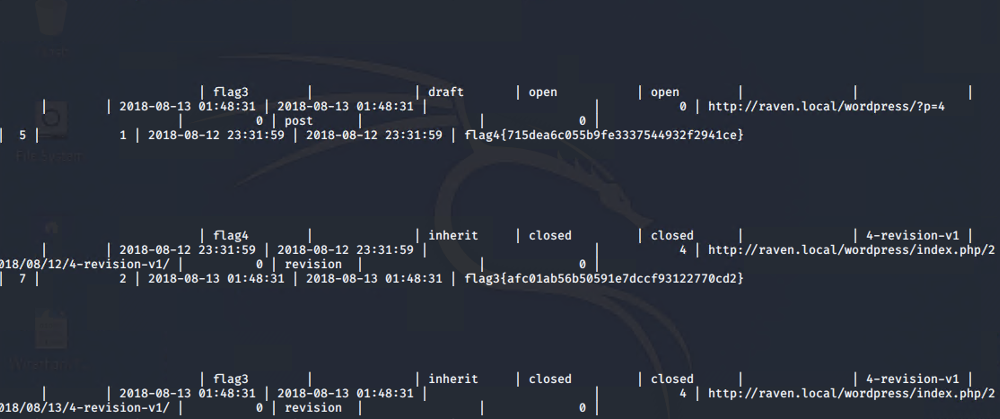 | flag3 | | draft | open | open | | |
| | 2018-08-13 01:48:31 | 2018-08-13 01:48:31 | | 0 | http://raven.local/wordpress/?p=4
| 0 | post | | 0 |
| 5 | 1 | 2018-08-12 23:31:59 | 2018-08-12 23:31:59 | flag4{715dea6c055b9fe3337544932f2941ce}
File System
| flag4 | | inherit | closed | closed | | 4-revision-v1 |
| | 2018-08-12 23:31:59 | 2018-08-12 23:31:59 | | 4 | http://raven.local/wordpress/index.php/2
018/08/12/4-revision-v1/ | 0 | revision | | 0 |
| 7 | 2 | 2018-08-13 01:48:31 | 2018-08-13 01:48:31 | flag3{afc01ab56b50591e7dccf93122770cd2}
| flag3 | | inherit | closed | closed | | 4-revision-v1 |
| | 2018-08-13 01:48:31 | 2018-08-13 01:48:31 | | 4 | http://raven.local/wordpress/index.php/2
018/08/13/4-revision-v1/ | 0 | revision | | 0 |